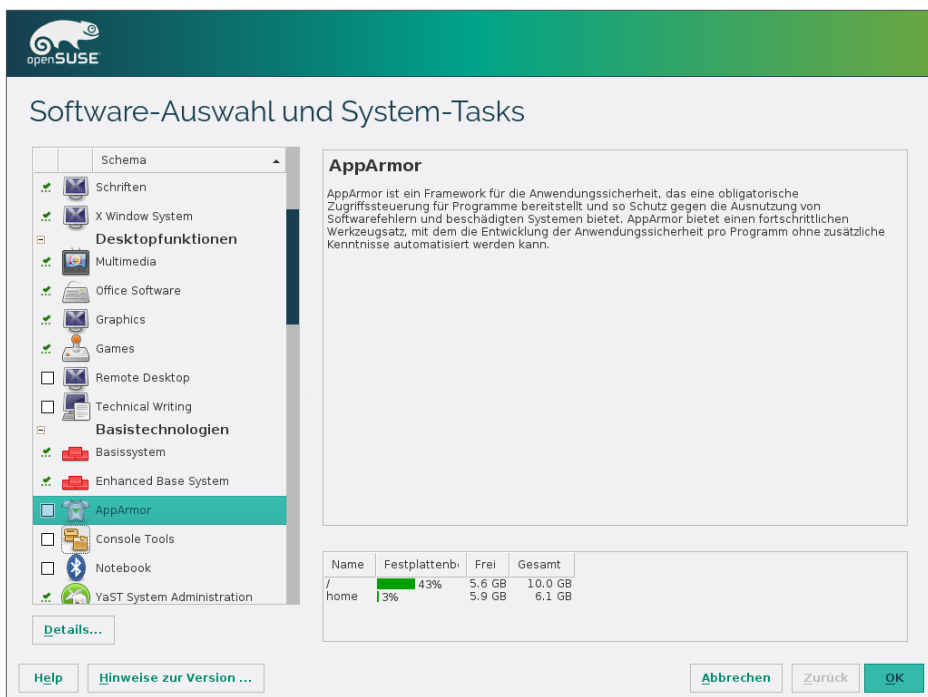 openSUSE
Software-Auswahl und System-Tasks
Schema
Schriften
X Window System
Desktopfunktionen
Multimedia
Office Software
Graphics
Games
Remote Desktop
Technical Writing
Basistechnologien
Basissystem
Enhanced Base System
AppArmor
Console Tools
Notebook
YaST System Administration
Details...
AppArmor
AppArmor ist ein Framework für die Anwendungssicherheit, das eine obligatorische
Zugriffssteuerung für Programme bereitstellt und so Schutz gegen die Ausnutzung von
Softwarefehlern und beschädigten Systemen bietet. AppArmor bietet einen fortschrittlichen
Werkzeugsatz, mit dem die Entwicklung der Anwendungssicherheit pro Programm ohne zusätzliche
Kenntnisse automatisiert werden kann.
Name Festplattenb Frei Gesamt
/ 43% 5.6 GB 10.0 GB
home 3% 5.9 GB 6.1 GB
Help Hinweise zur Version ... Abbrechen Zurück OK